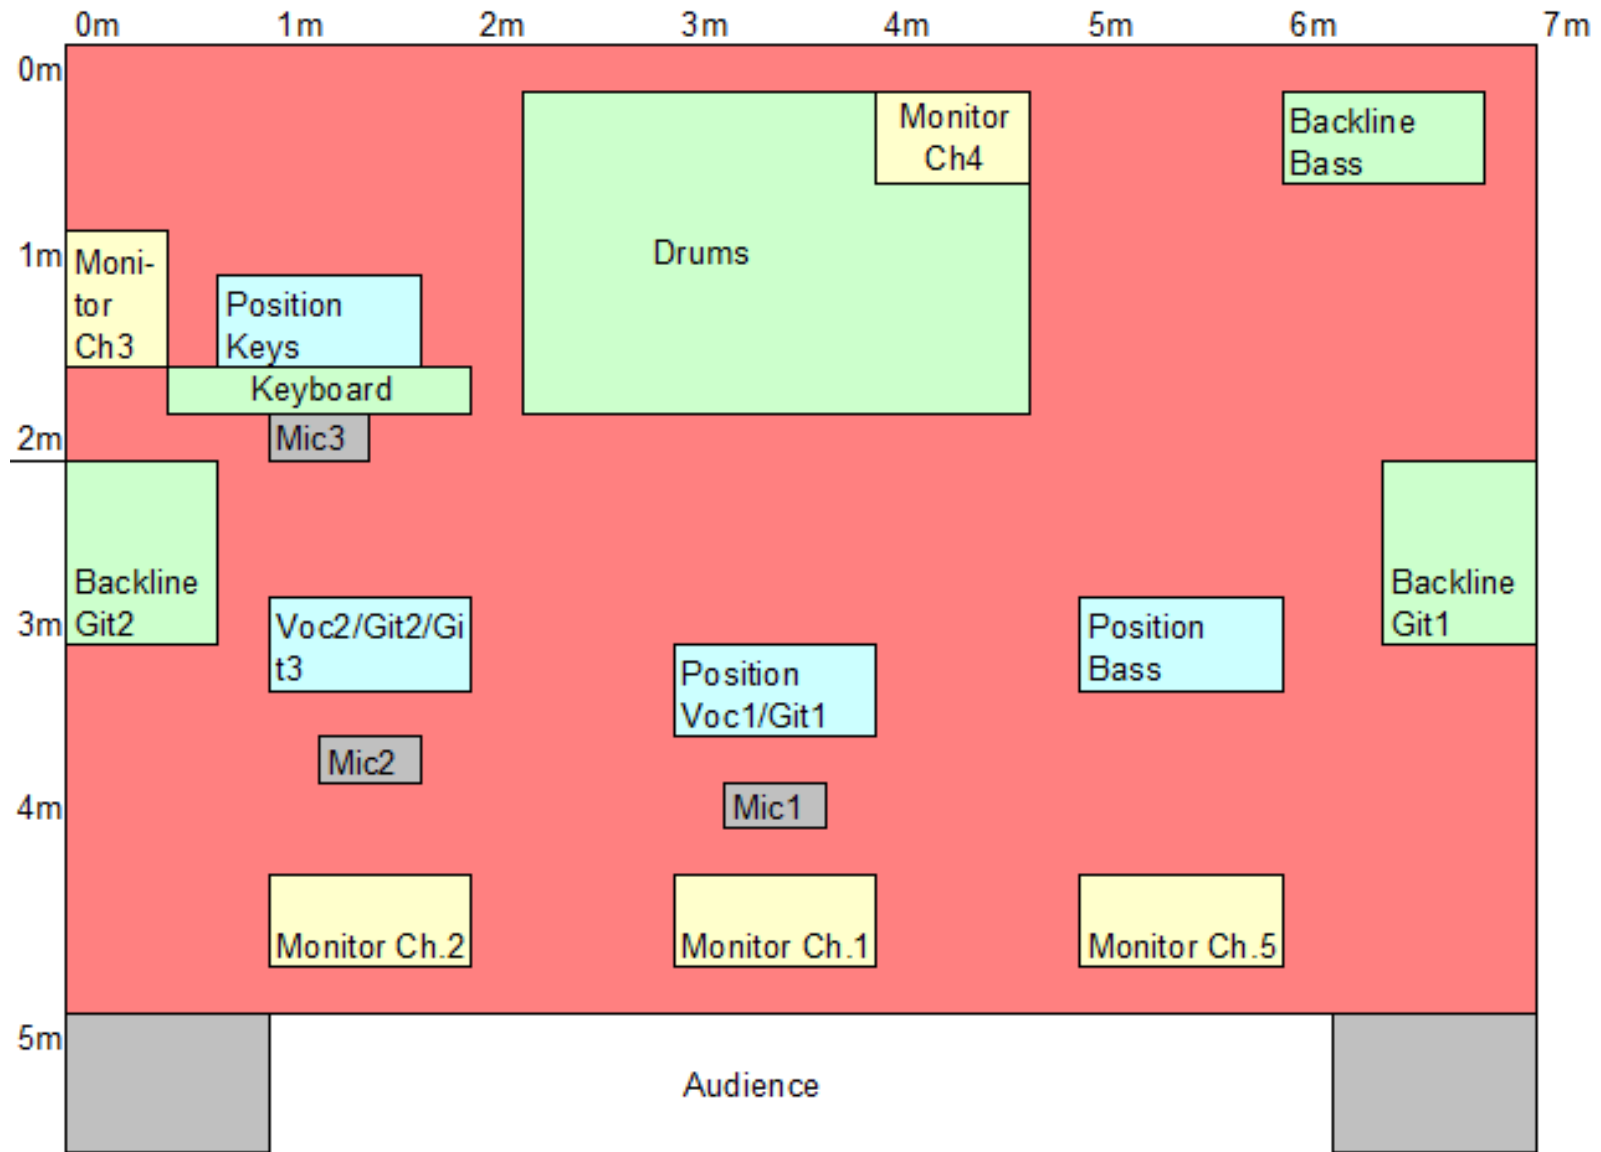 0m 1m 2m 3m 4m 5m 6m 7m
0m
Monitor
Ch4
Backline
Bass
Drums
1m
Moni-
tor
Ch3
Position
Keys
Keyboard
Mic3
2m
Backline
Git2
Backline
Git1
3m
Voc2/Git2/Gi
t3
Position
Voc1/Git1
Position
Bass
Mic2
Mic1
4m
Monitor Ch.2
Monitor Ch.1
Monitor Ch.5
5m
Audience